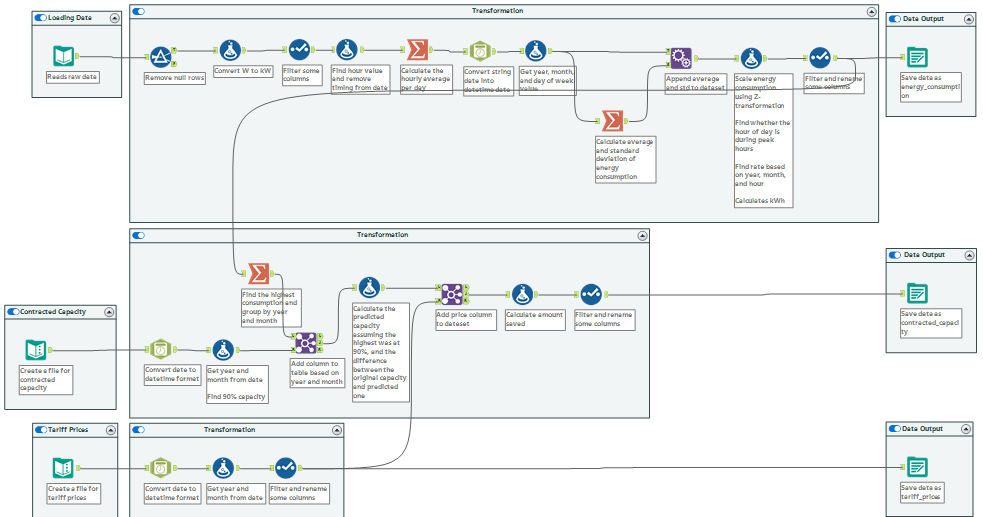 Loading Data
Reads raw data
Transformation
Remove null rows
Convert W to kW
Filter some
columns
Find hour value
and remove
timing from date
Calculate the
hourly average
per day
Convert string
date into
datetime date
Get year, month,
and day of week
value
Calculate average
and standard
deviation of
energy
consumption
Append average
and std to dataset
Scale energy
consumption
using Z-
transformation
Find whether the
hour of day is
during peak
hours
Find rate based
on year, month,
and hour
Calculates kWh
Filter and rename
some columns
Data Output
Save data as
energy_consumpti
on
Transformation
Find the highest
consumption and
group by year
and month
Contracted Capacity
Create a file for
contracted
capacity
Convert date to
datetime format
Get year and
month from date
Find 90% capacity
Add column to
table based on
year and month
Calculate the
predicted
capacity
assuming the
highest was at
90%, and the
difference
between the
original capacity
and predicted
one
Add price column
to dateset
Calculate amount
saved
Filter and rename
some columns
Data Output
Save data as
contracted_capaci
ty
Tariff Prices
Create a file for
tariff prices
Transformation
Convert date to
datetime format
Get year and
month from date
Filter and rename
some columns
Data Output
Save data as
tariff_prices